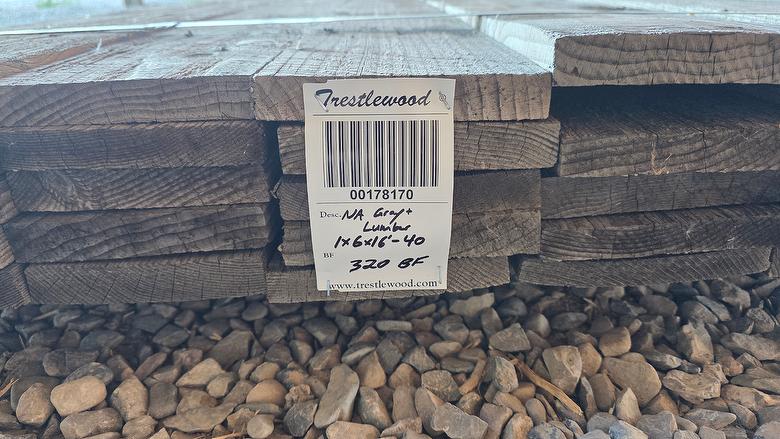 Trestlewood
00178170
Desc. NA Gray+
Lumber
1x6x16'-40
BF 320 BF
www.trestlewood.com